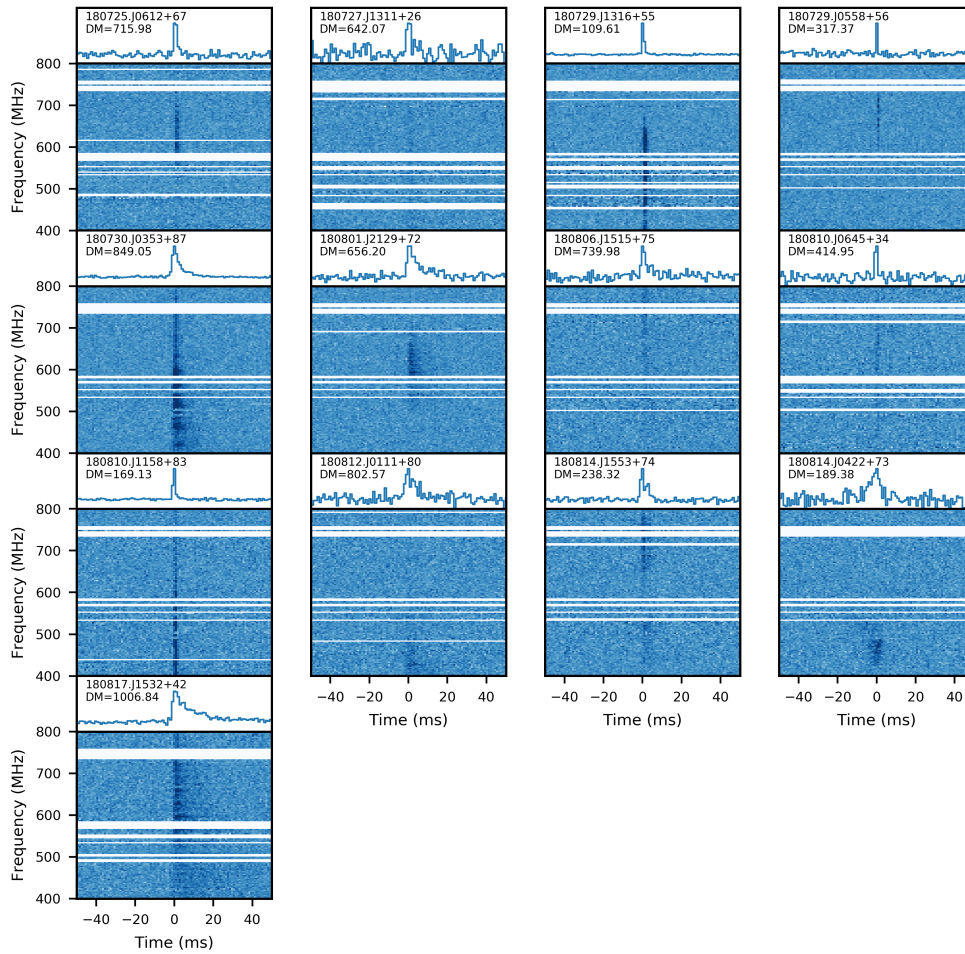 180725.J0612+67
DM=715.98
180727.J1311+26
DM=642.07
180729.J1316+55
DM=109.61
180729.J0558+56
DM=317.37
Frequency (MHz)
800
700
600
500
400
180730.J0353+87
DM=849.05
180801.J2129+72
DM=656.20
180806.J1515+75
DM=739.98
180810.J0645+34
DM=414.95
Frequency (MHz)
800
700
600
500
400
180810.J1158+83
DM=169.13
180812.J0111+80
DM=802.57
180814.J1553+74
DM=238.32
180814.J0422+73
DM=189.38
Frequency (MHz)
800
700
600
500
400
−40 −20 0 20 40
Time (ms)
−40 −20 0 20 40
Time (ms)
−40 −20 0 20 40
Time (ms)
180817.J1532+42
DM=1006.84
Frequency (MHz)
800
700
600
500
400
−40 −20 0 20 40
Time (ms)